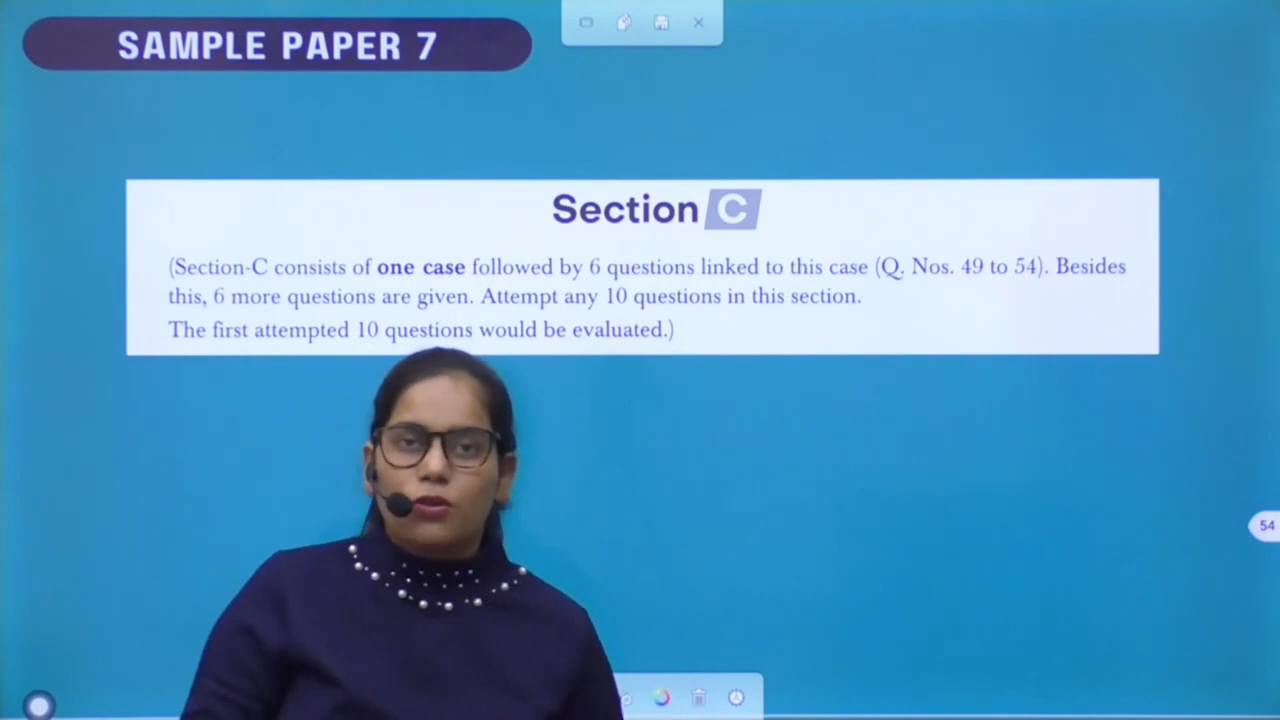 SAMPLE PAPER 7
Section C
(Section-C consists of one case followed by 6 questions linked to this case (Q. Nos. 49 to 54). Besides
this, 6 more questions are given. Attempt any 10 questions in this section.
The first attempted 10 questions would be evaluated.)
54